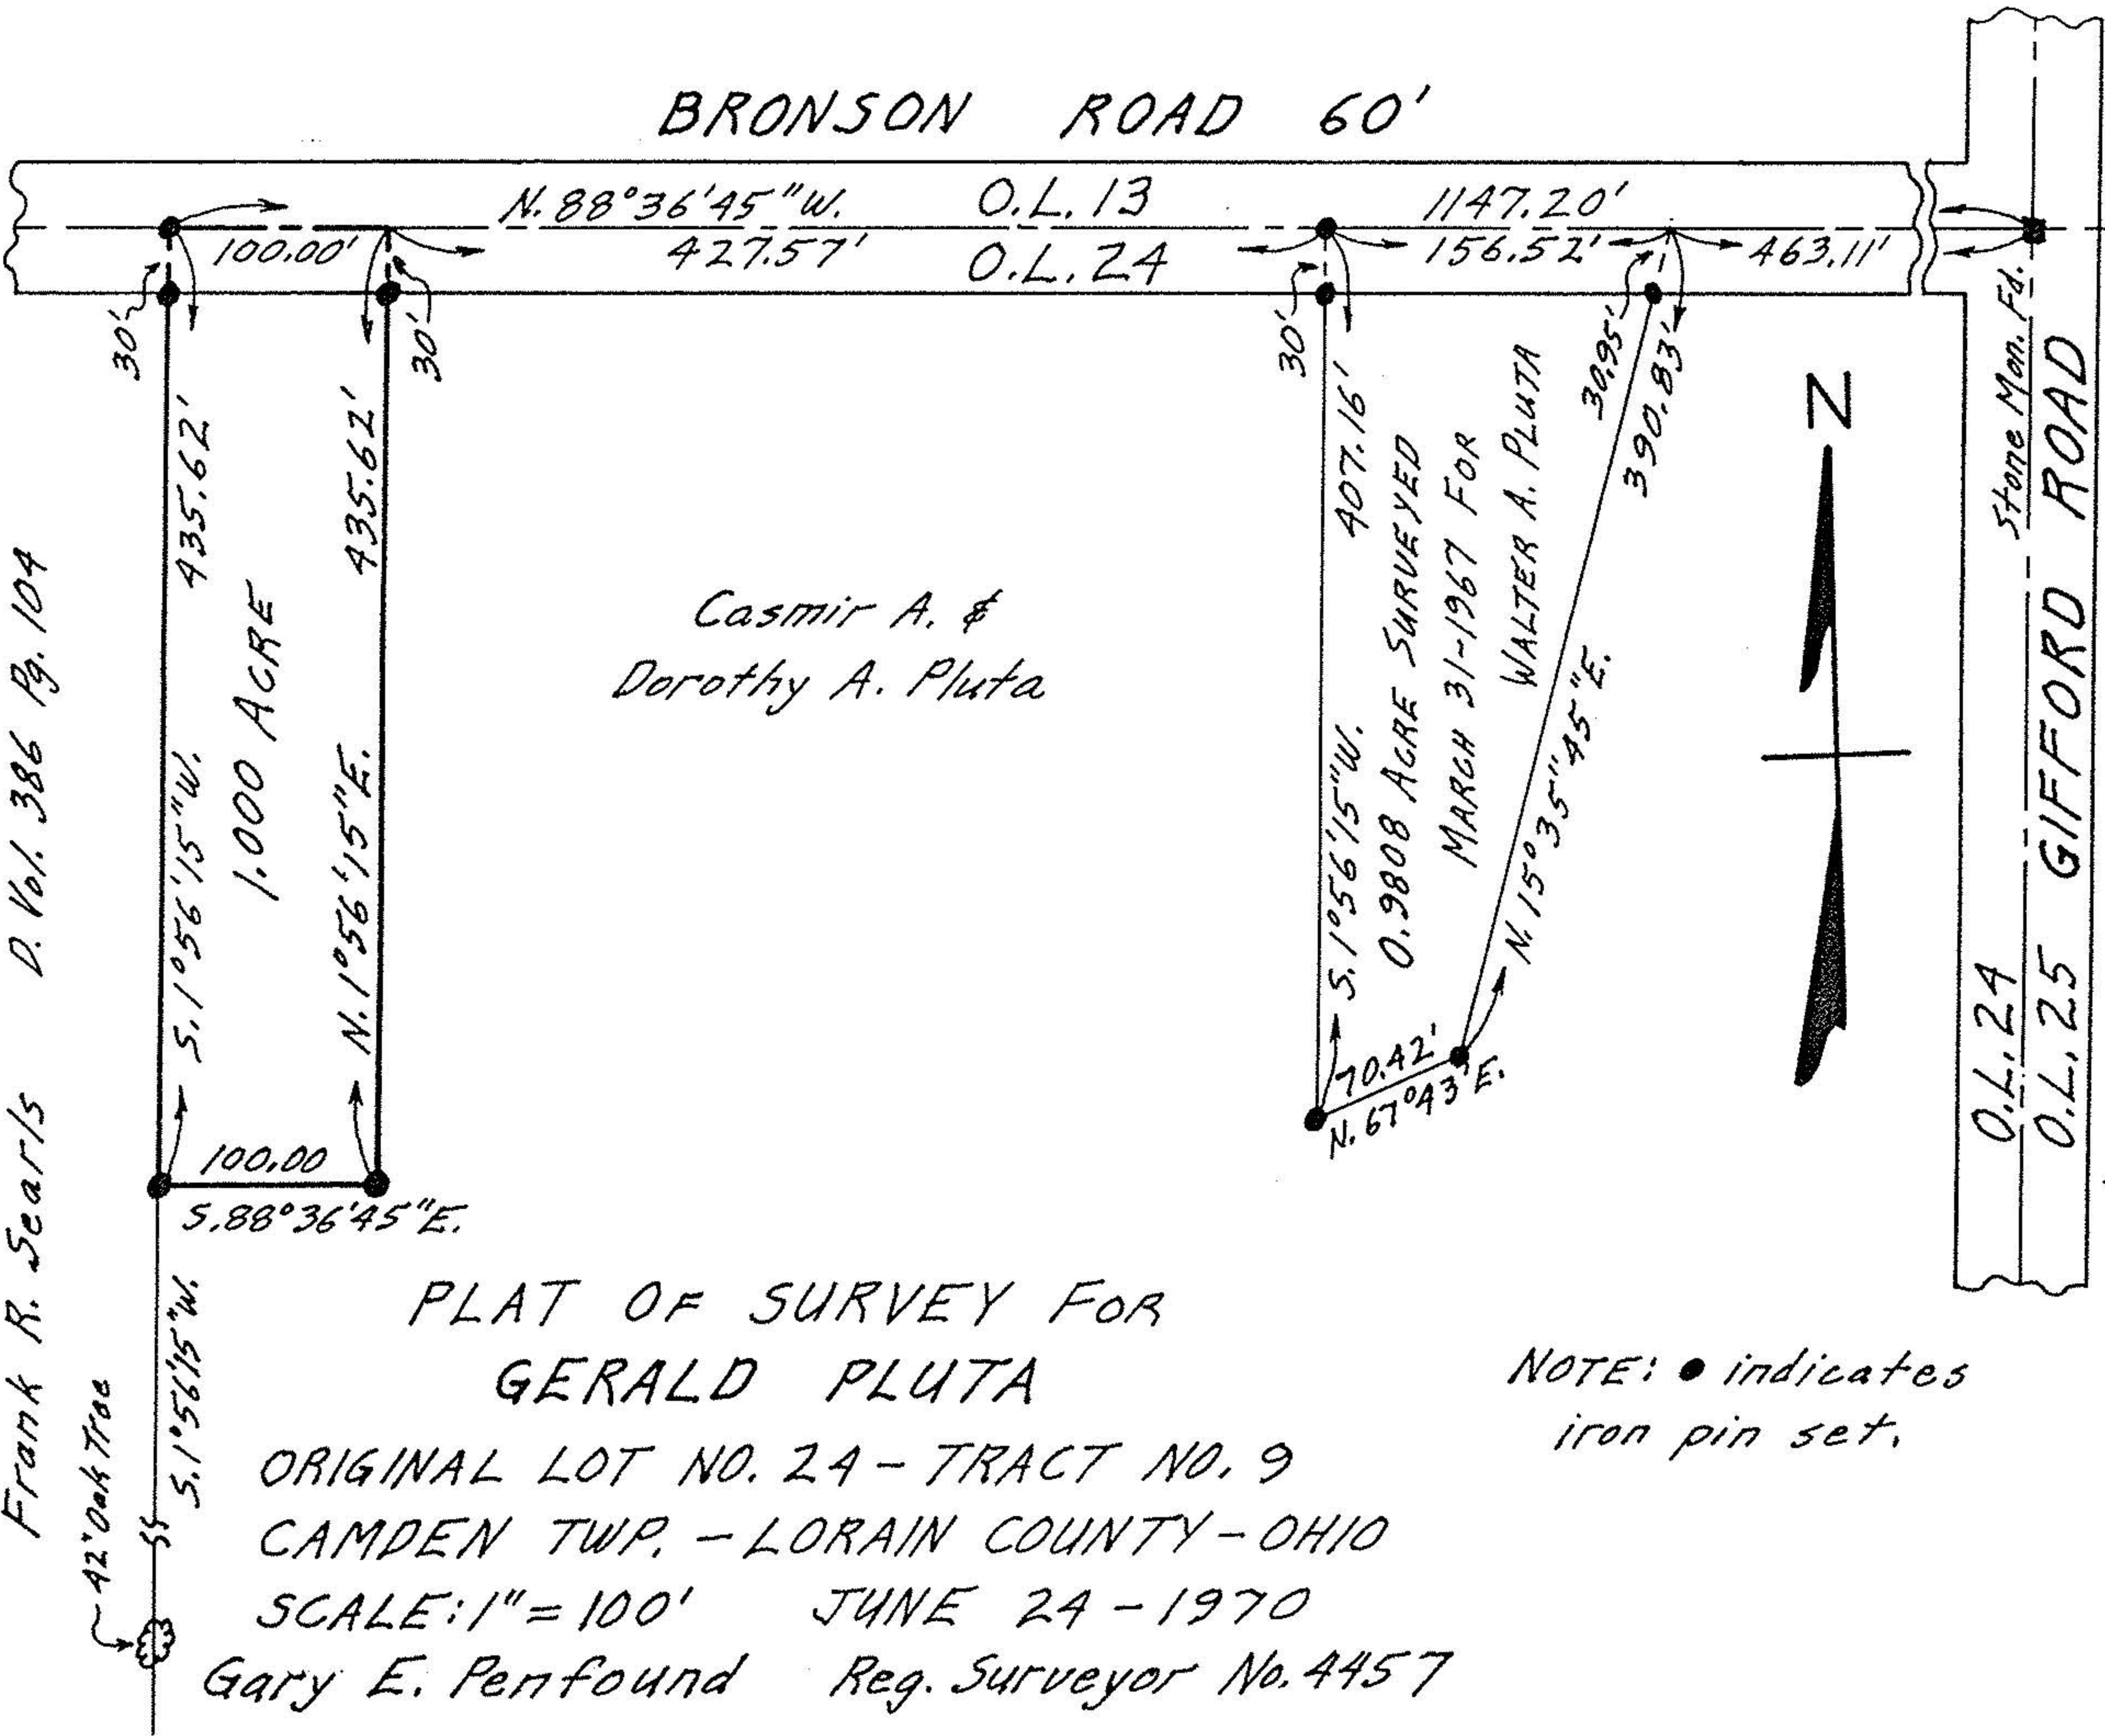 BRONSON ROAD 60'
N. 88°36'45"W. O.L. 13 1147.20'
100.00' 427.57' O.L. 24 156.52' 463.11'
30'
30'
30'
30.95'
390.83'
435.62'
435.62'
407.16'
S. 1°56'15"W.
1.000 ACRE
N. 1°56'15"E.
100.00
S. 88°36'45"E.
Casmir A. &
Dorothy A. Pluta
S. 1°56'15"W.
0.9808 ACRE SURVEYED
MARCH 31-1967 FOR
WALTER A. PLUTA
N. 15°35"45"E.
70.42'
N. 67°43'E.
N
Stone Mon. Fd.
GIFFORD ROAD
O.L. 24
O.L. 25
Frank R. Searls D. Vol. 386 Pg. 104
S. 1°56'15"W.
42" Oak Tree
PLAT OF SURVEY FOR
GERALD PLUTA
ORIGINAL LOT NO. 24 - TRACT NO. 9
CAMDEN TWP. - LORAIN COUNTY - OHIO
SCALE: 1" = 100' JUNE 24 - 1970
Gary E. Penfound Reg. Surveyor No. 4457
NOTE: ● indicates
iron pin set.